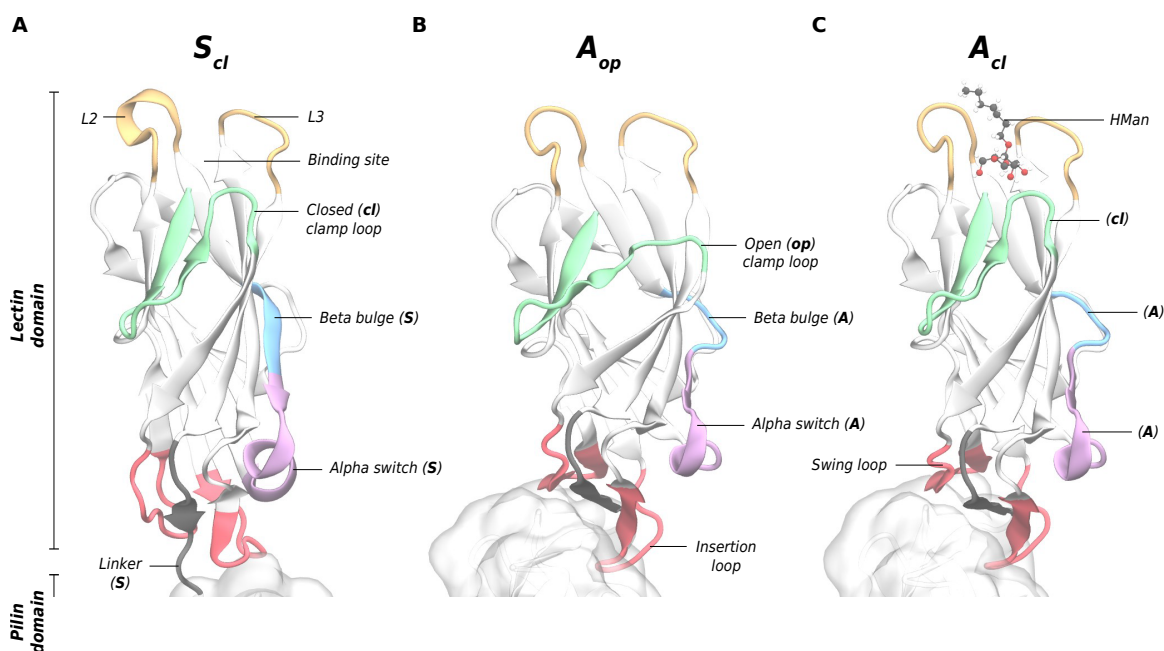 A
S cl
L2
L3
Binding site
Closed (cl)
clamp loop
Beta bulge (S)
Alpha switch (S)
Linker
(S)
Lectin
domain
Pilin
domain
B
A op
Open (op)
clamp loop
Beta bulge (A)
Alpha switch (A)
Insertion
loop
C
A cl
HMan
(cl)
(A)
(A)
Swing loop